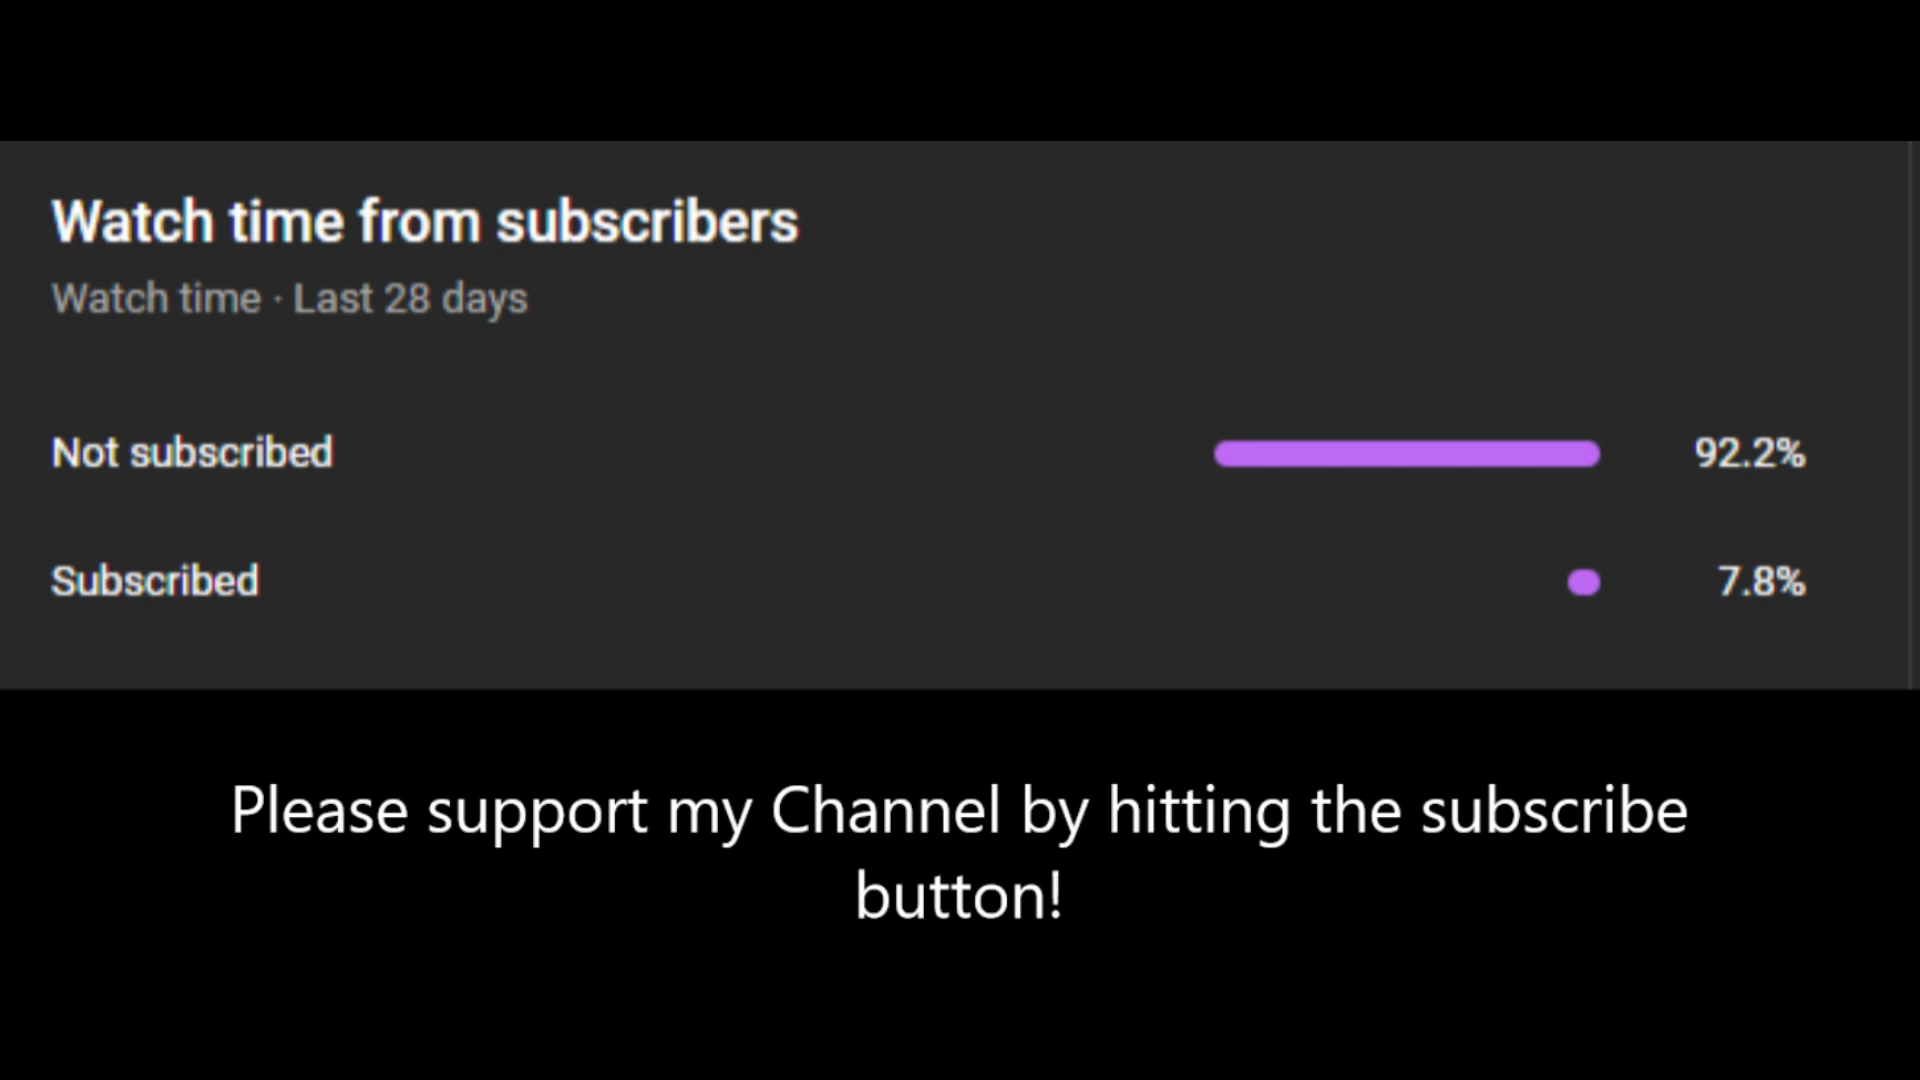 Watch time from subscribers
Watch time · Last 28 days
Not subscribed 92.2%
Subscribed 7.8%
Please support my Channel by hitting the subscribe
button!